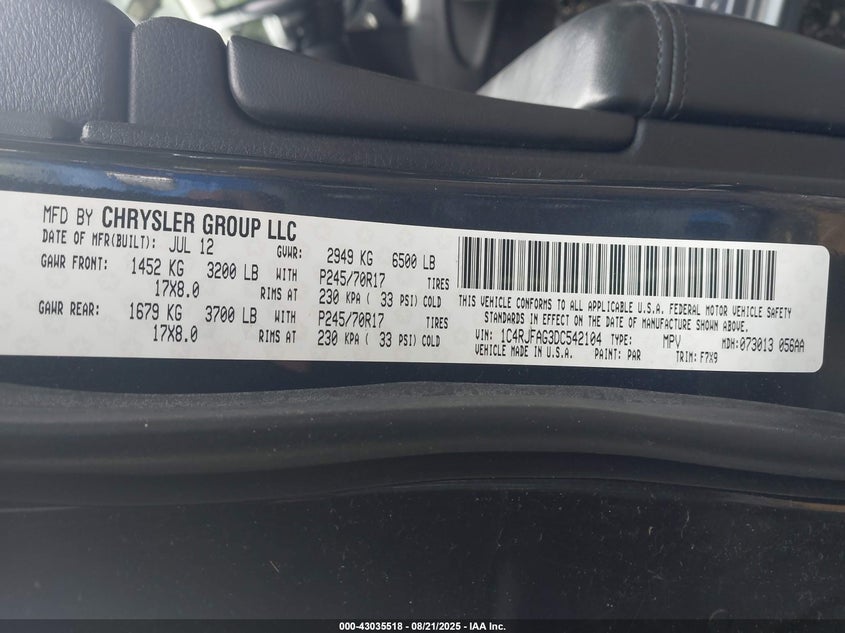 MFD BY CHRYSLER GROUP LLC
DATE OF MFR(BUILT): JUL 12 GVWR: 2949 KG 6500 LB
GAWR FRONT: 1452 KG 3200 LB WITH P245/70R17 TIRES
17X8.0 RIMS AT 230 KPA ( 33 PSI) COLD
GAWR REAR: 1679 KG 3700 LB WITH P245/70R17 TIRES
17X8.0 RIMS AT 230 KPA ( 33 PSI) COLD
THIS VEHICLE CONFORMS TO ALL APPLICABLE U.S.A. FEDERAL MOTOR VEHICLE SAFETY
STANDARDS IN EFFECT ON THE DATE OF MANUFACTURE SHOWN ABOVE.
VIN: 1C4RJFAG3DC542104 TYPE: MPV MDH: 073013 056AA
VEHICLE MADE IN U.S.A. PAINT: PAR TRIM: F7X9
000-43035518 - 08/21/2025 - IAA Inc.